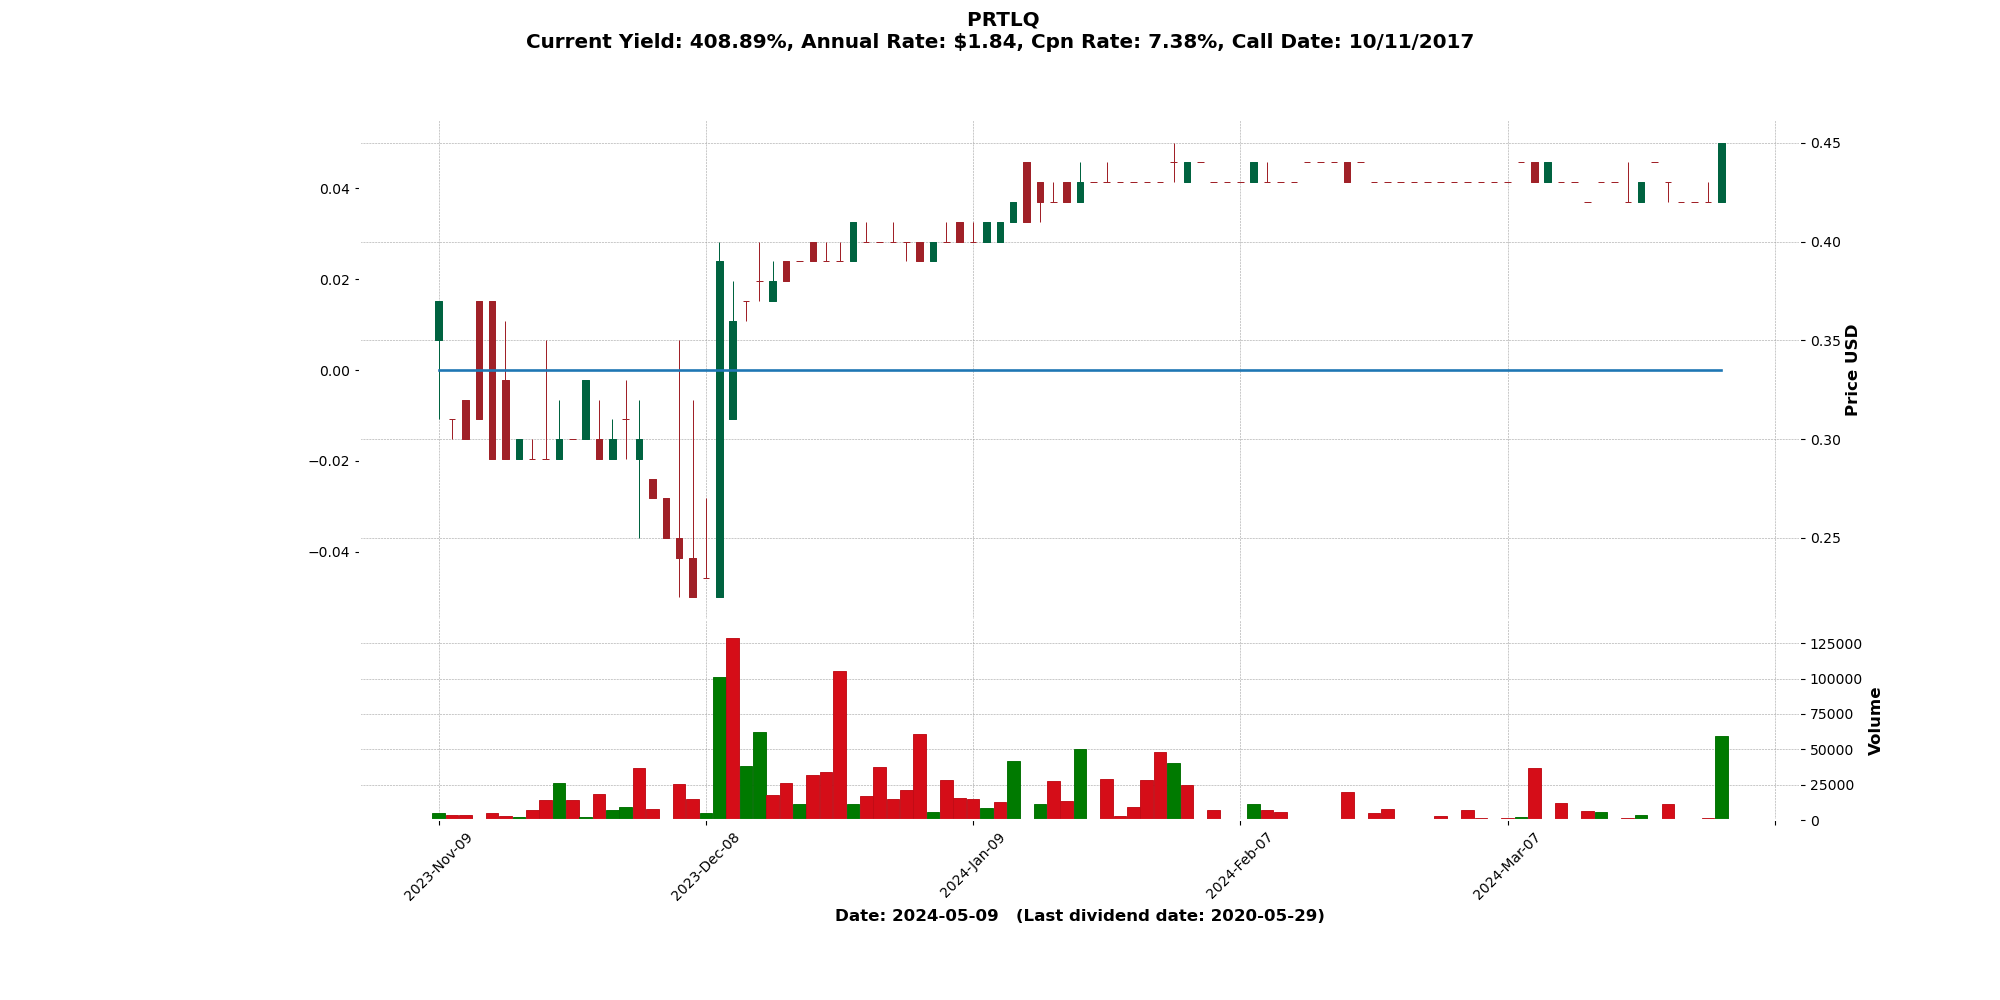 PRTLQ
Current Yield: 408.89%, Annual Rate: $1.84, Cpn Rate: 7.38%, Call Date: 10/11/2017
0.04
0.02
0.00
−0.02
−0.04
0.45
0.40
0.35
0.30
0.25
Price USD
125000
100000
75000
50000
25000
0
Volume
2023-Nov-09
2023-Dec-08
2024-Jan-09
2024-Feb-07
2024-Mar-07
Date: 2024-05-09 (Last dividend date: 2020-05-29)